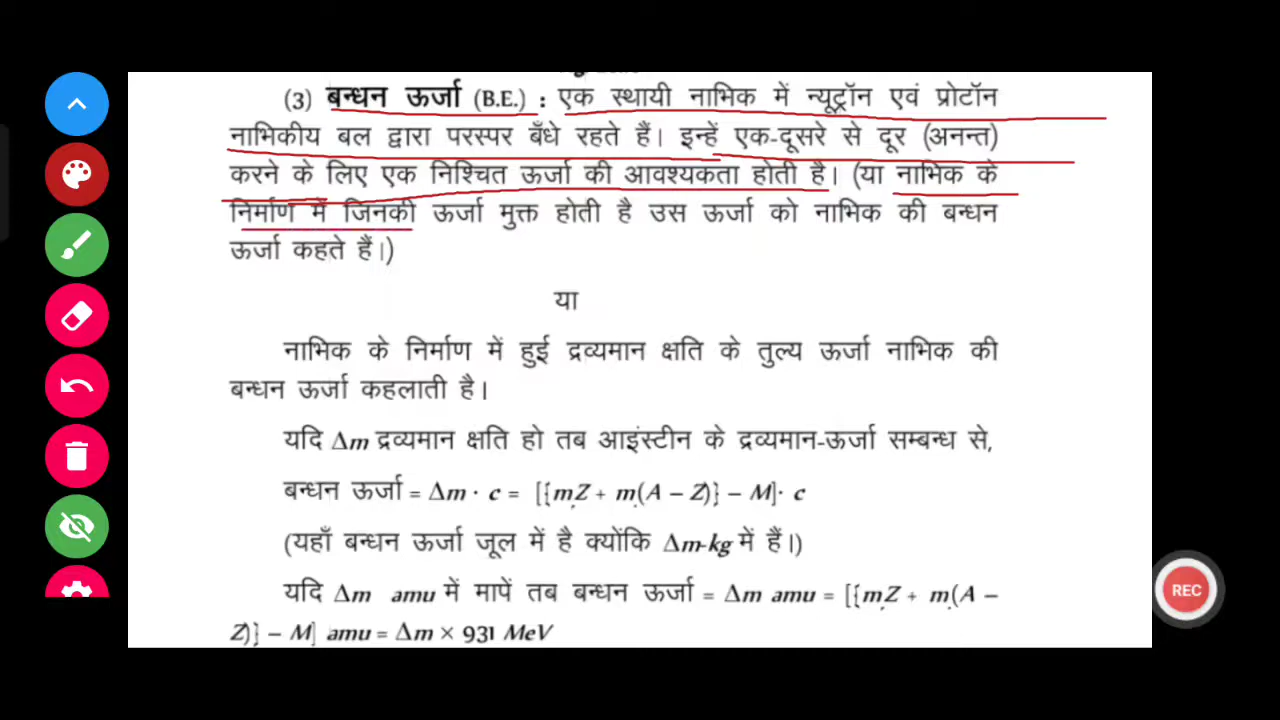 (3) बन्धन ऊर्जा (B.E.) : एक स्थायी नाभिक में न्यूट्रॉन एवं प्रोटॉन
नाभिकीय बल द्वारा परस्पर बँधे रहते हैं। इन्हें एक-दूसरे से दूर (अनन्त)
करने के लिए एक निश्चित ऊर्जा की आवश्यकता होती है। (या नाभिक के
निर्माण में जिनकी ऊर्जा मुक्त होती है उस ऊर्जा को नाभिक की बन्धन
ऊर्जा कहते हैं।)
या
नाभिक के निर्माण में हुई द्रव्यमान क्षति के तुल्य ऊर्जा नाभिक की
बन्धन ऊर्जा कहलाती है।
यदि Δm द्रव्यमान क्षति हो तब आइंस्टीन के द्रव्यमान-ऊर्जा सम्बन्ध से,
बन्धन ऊर्जा = Δm · c = [{mZ + m(A – Z)} – M]· c
(यहाँ बन्धन ऊर्जा जूल में है क्योंकि Δm-kg में हैं।)
यदि Δm amu में मापें तब बन्धन ऊर्जा = Δm amu = [{mZ + m(A –
Z)} – M] amu = Δm × 931 MeV
REC